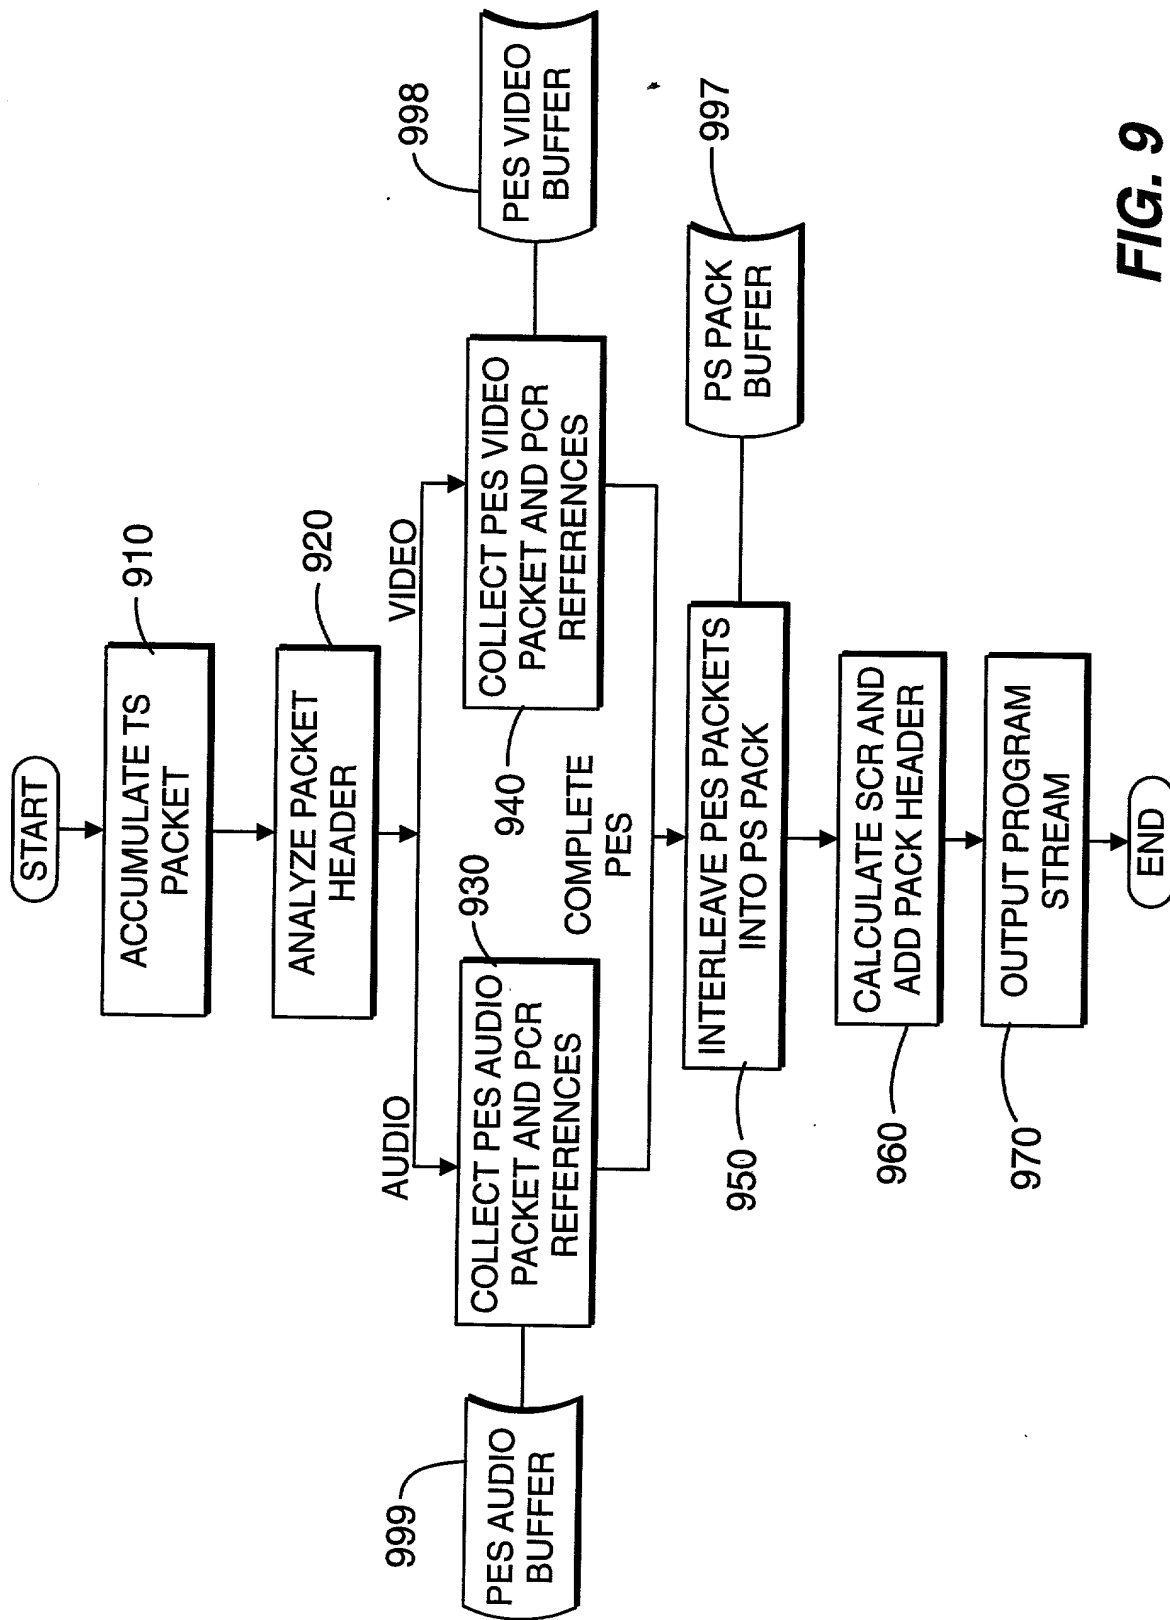 START
ACCUMULATE TS
PACKET
910
ANALYZE PACKET
HEADER
920
AUDIO
VIDEO
999
PES AUDIO
BUFFER
COLLECT PES AUDIO
PACKET AND PCR
REFERENCES
930
940
COLLECT PES VIDEO
PACKET AND PCR
REFERENCES
998
PES VIDEO
BUFFER
COMPLETE
PES
950
INTERLEAVE PES PACKETS
INTO PS PACK
PS PACK
BUFFER
997
960
CALCULATE SCR AND
ADD PACK HEADER
970
OUTPUT PROGRAM
STREAM
END
FIG. 9